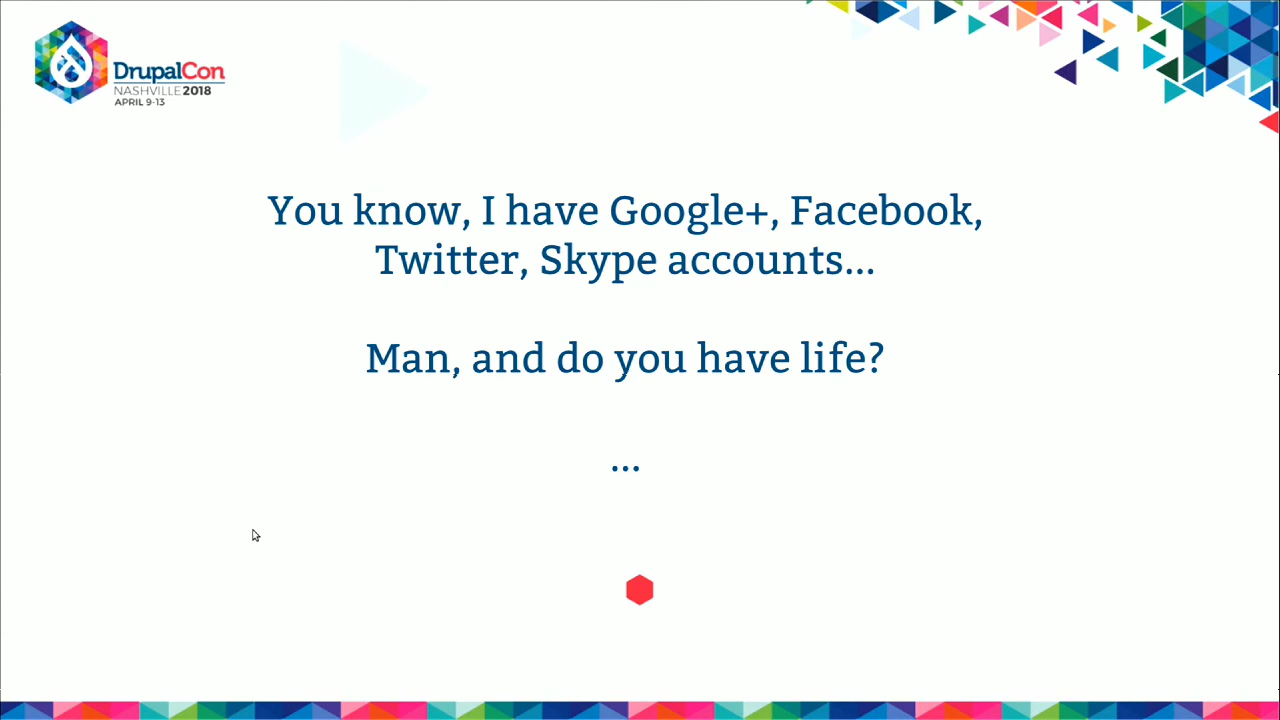 DrupalCon
NASHVILLE 2018
APRIL 9-13
You know, I have Google+, Facebook,
Twitter, Skype accounts...
Man, and do you have life?
...